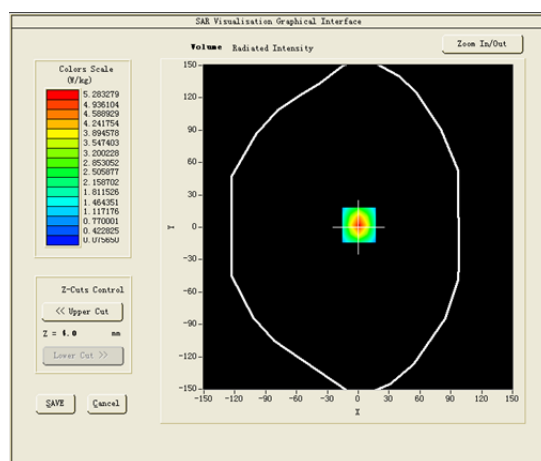 SAR Visualisation Graphical Interface
Volume Radiated Intensity
Zoom In/Out
Colors Scale
(W/kg)
5.283279
4.936104
4.588929
4.241754
3.894578
3.547403
3.200228
2.853052
2.505877
2.158702
1.811526
1.464351
1.117176
0.770001
0.422825
0.075650
Z-Cuts Control
<< Upper Cut
Z = 4.0 mm
Lower Cut >>
SAVE
Cancel
150
120
90
60
30
0
-30
-60
-90
-120
-150
Y
-150 -120 -90 -60 -30 0 30 60 90 120 150
X